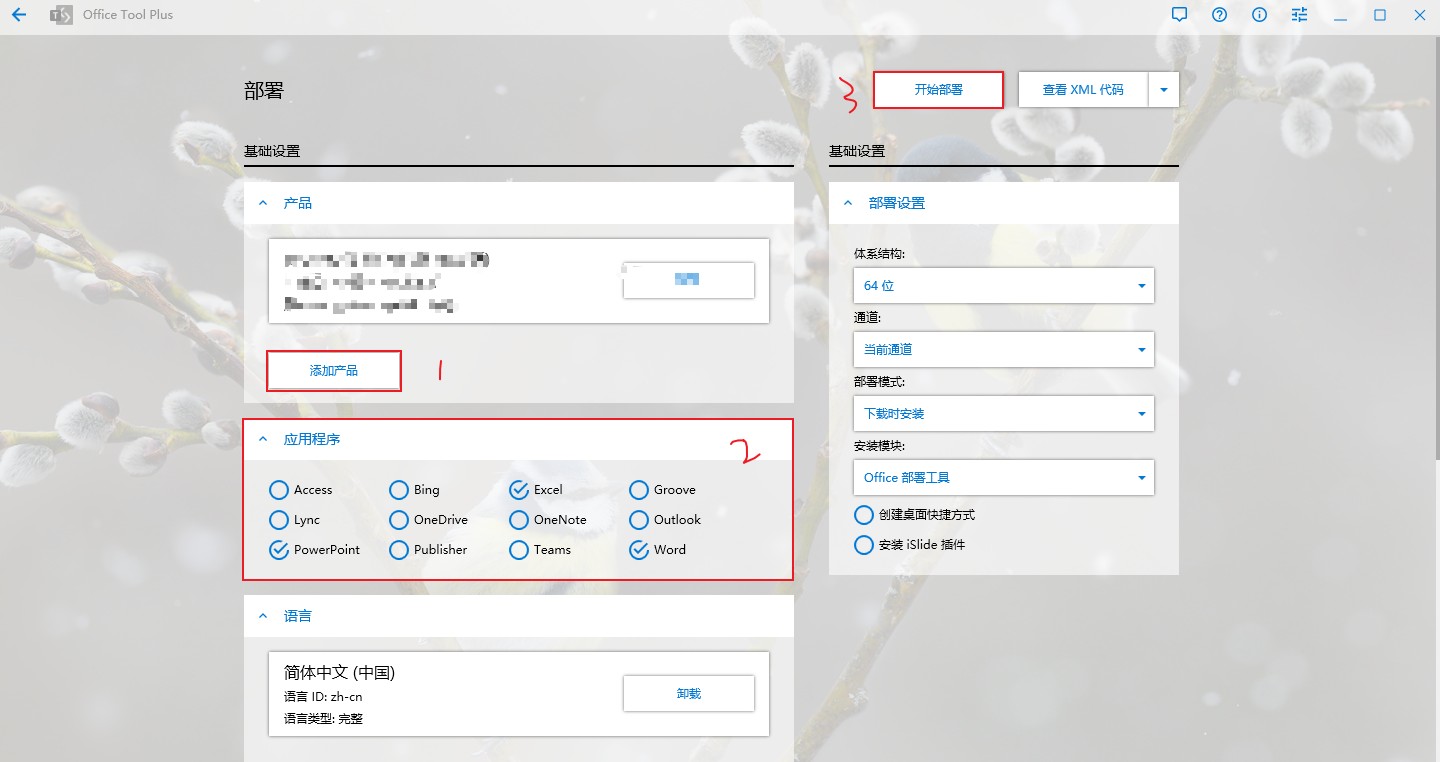 Office Tool Plus
部署
3
开始部署
查看 XML 代码
基础设置
产品
添加产品
1
应用程序
2
Access
Bing
Excel
Groove
Lync
OneDrive
OneNote
Outlook
PowerPoint
Publisher
Teams
Word
语言
简体中文 (中国)
语言 ID: zh-cn
语言类型: 完整
卸载
基础设置
部署设置
体系结构:
64 位
通道:
当前通道
部署模式:
下载时安装
安装模块:
Office 部署工具
创建桌面快捷方式
安装 iSlide 插件